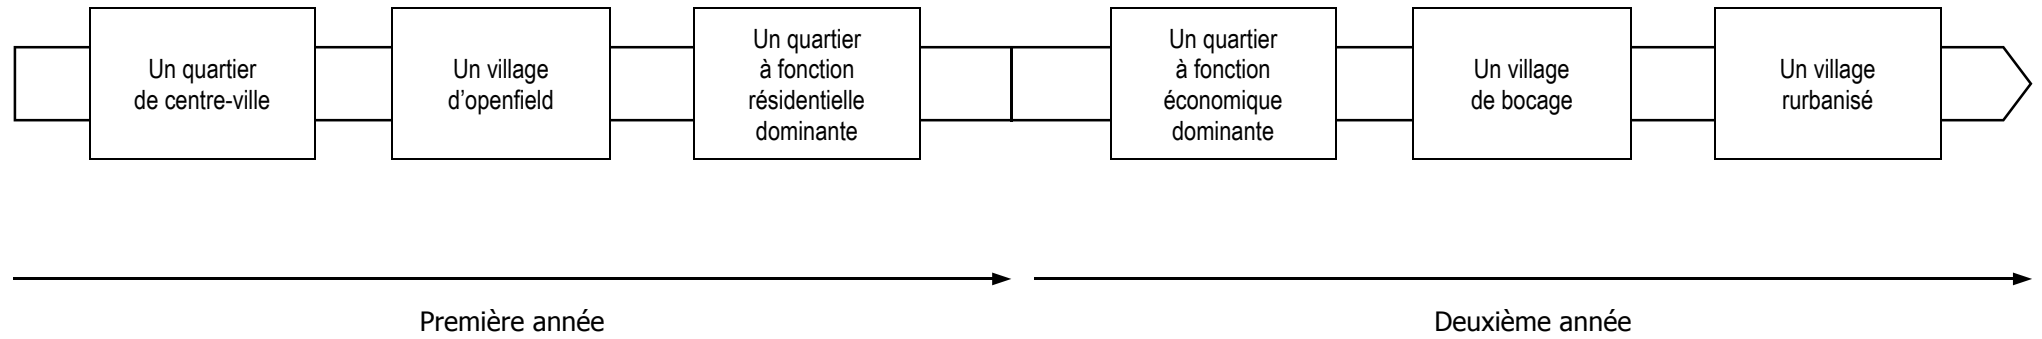 Un quartier
de centre-ville
Un village
d’openfield
Un quartier
à fonction
résidentielle
dominante
Un quartier
à fonction
économique
dominante
Un village
de bocage
Un village
rurbanisé
Première année
Deuxième année